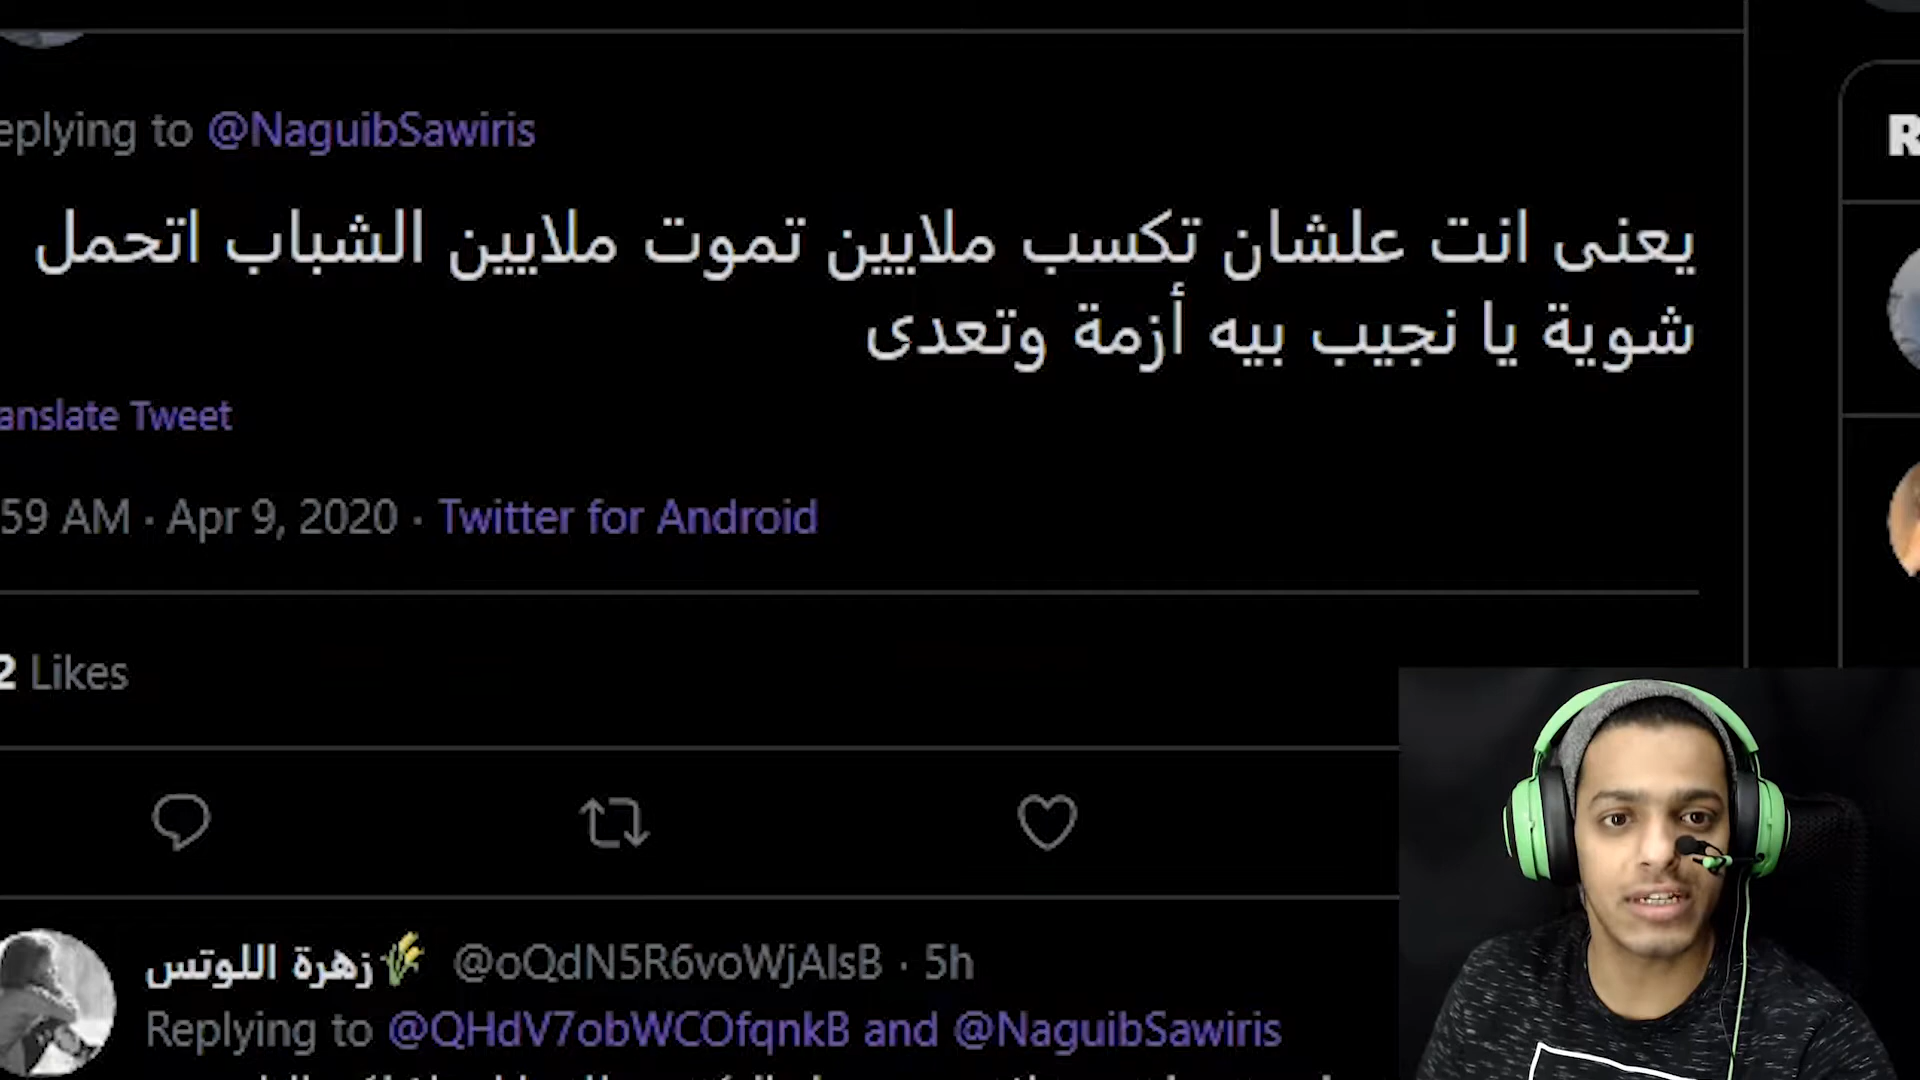 eplying to @NaguibSawiris
يعنى انت علشان تكسب ملايين تموت ملايين الشباب اتحمل
شوية يا نجيب بيه أزمة وتعدى
anslate Tweet
59 AM · Apr 9, 2020 · Twitter for Android
2 Likes
زهرة اللوتس🌾 @oQdN5R6voWjAIsB · 5h
Replying to @QHdV7obWCOfqnkB and @NaguibSawiris
R